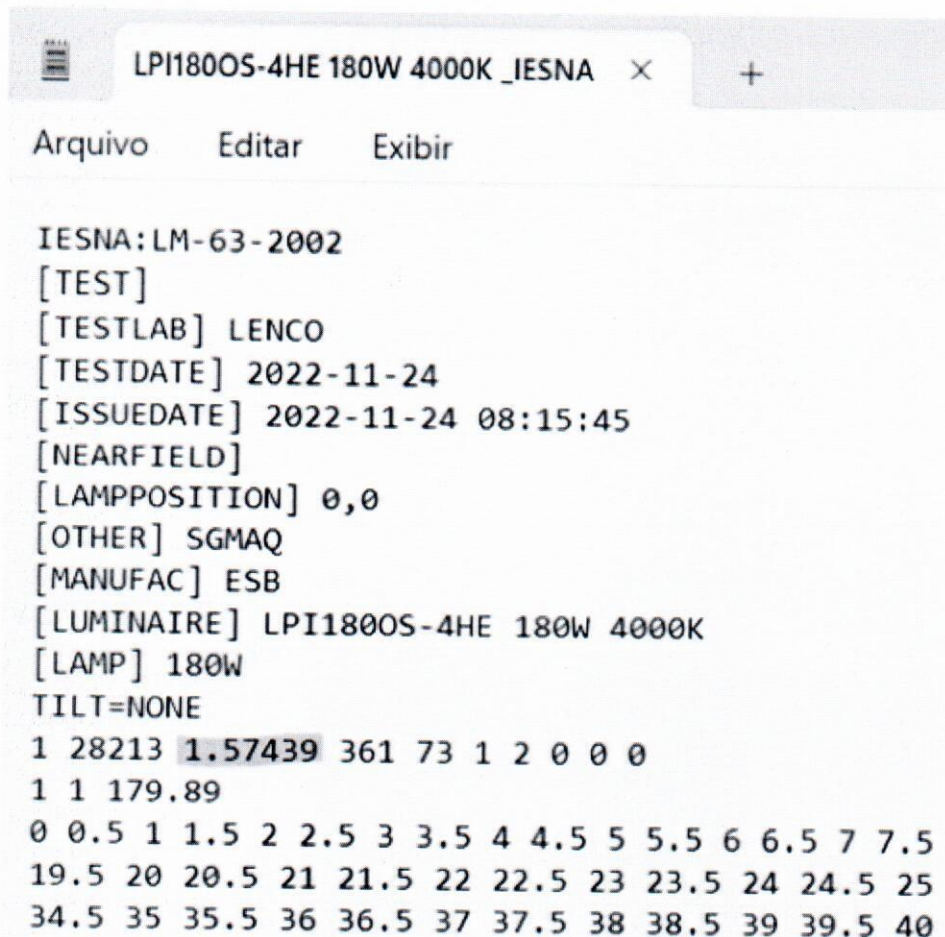 LPI180OS-4HE 180W 4000K _IESNA × +
Arquivo Editar Exibir
IESNA:LM-63-2002
[TEST]
[TESTLAB] LENCO
[TESTDATE] 2022-11-24
[ISSUEDATE] 2022-11-24 08:15:45
[NEARFIELD]
[LAMPPOSITION] 0,0
[OTHER] SGMAQ
[MANUFAC] ESB
[LUMINAIRE] LPI180OS-4HE 180W 4000K
[LAMP] 180W
TILT=NONE
1 28213 1.57439 361 73 1 2 0 0 0
1 1 179.89
0 0.5 1 1.5 2 2.5 3 3.5 4 4.5 5 5.5 6 6.5 7 7.5
19.5 20 20.5 21 21.5 22 22.5 23 23.5 24 24.5 25
34.5 35 35.5 36 36.5 37 37.5 38 38.5 39 39.5 40